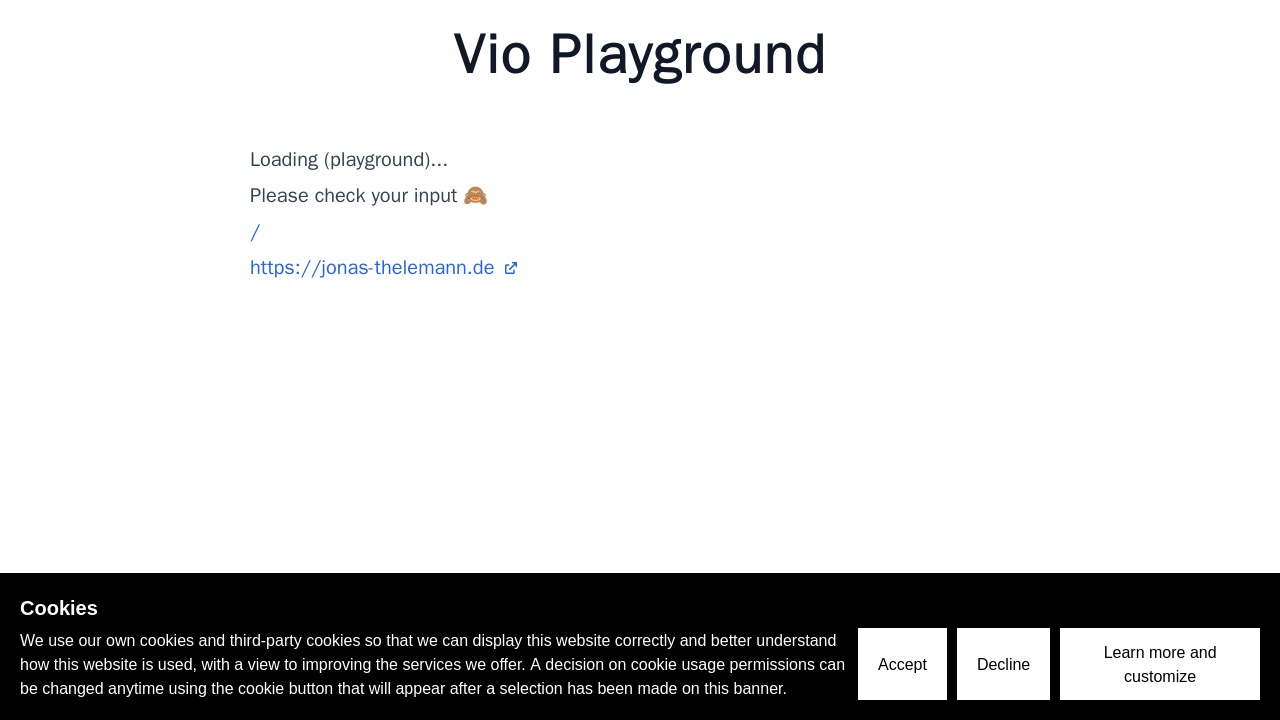 Vio Playground
Loading (playground)...
Please check your input 🙈
/
https://jonas-thelemann.de
Cookies
We use our own cookies and third-party cookies so that we can display this website correctly and better understand
how this website is used, with a view to improving the services we offer. A decision on cookie usage permissions can
be changed anytime using the cookie button that will appear after a selection has been made on this banner.
Accept
Decline
Learn more and
customize